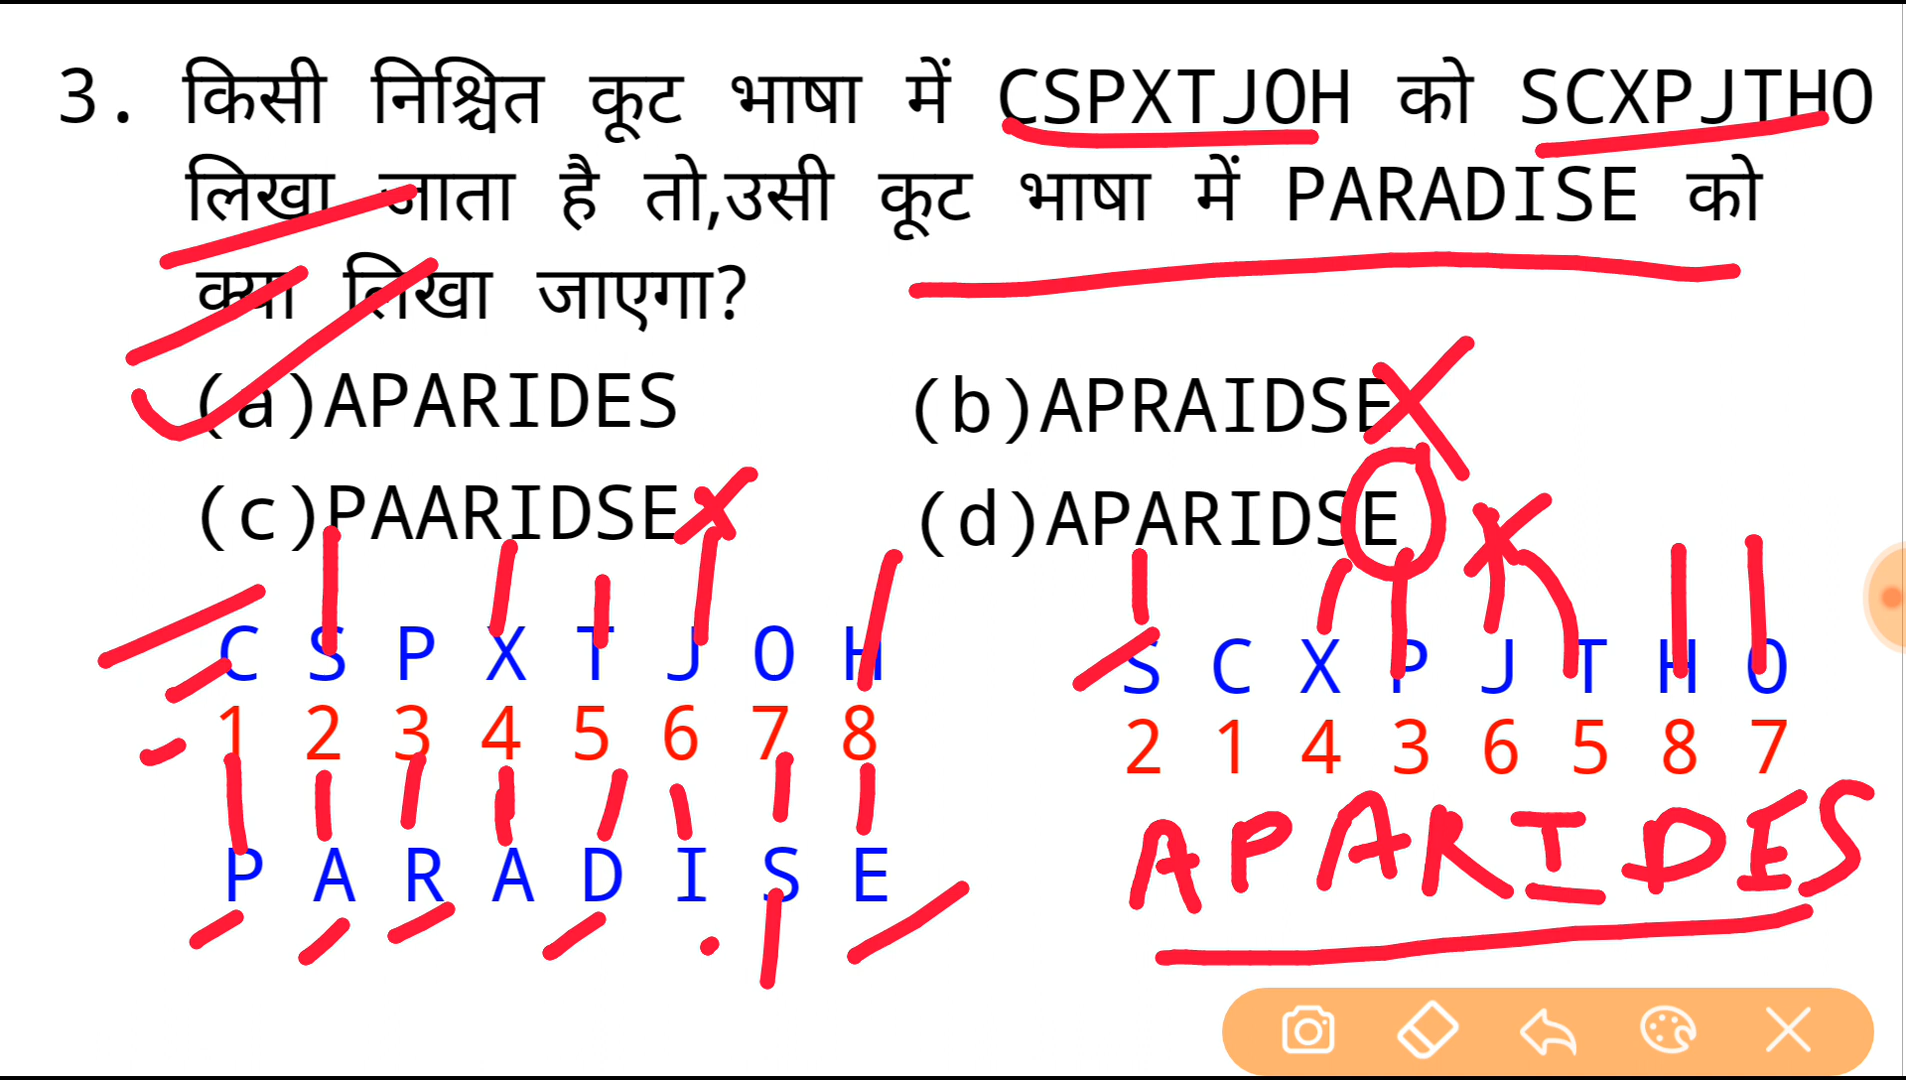 3. किसी निश्चित कूट भाषा में CSPXTJOH को SCXPJTHO
लिखा जाता है तो,उसी कूट भाषा में PARADISE को
क्या लिखा जाएगा?
(a)APARIDES (b)APRAIDSE
(c)PAARIDSE (d)APARIDSE
C S P X T J O H S C X P J T H O
1 2 3 4 5 6 7 8 2 1 4 3 6 5 8 7
P A R A D I S E APARIDES